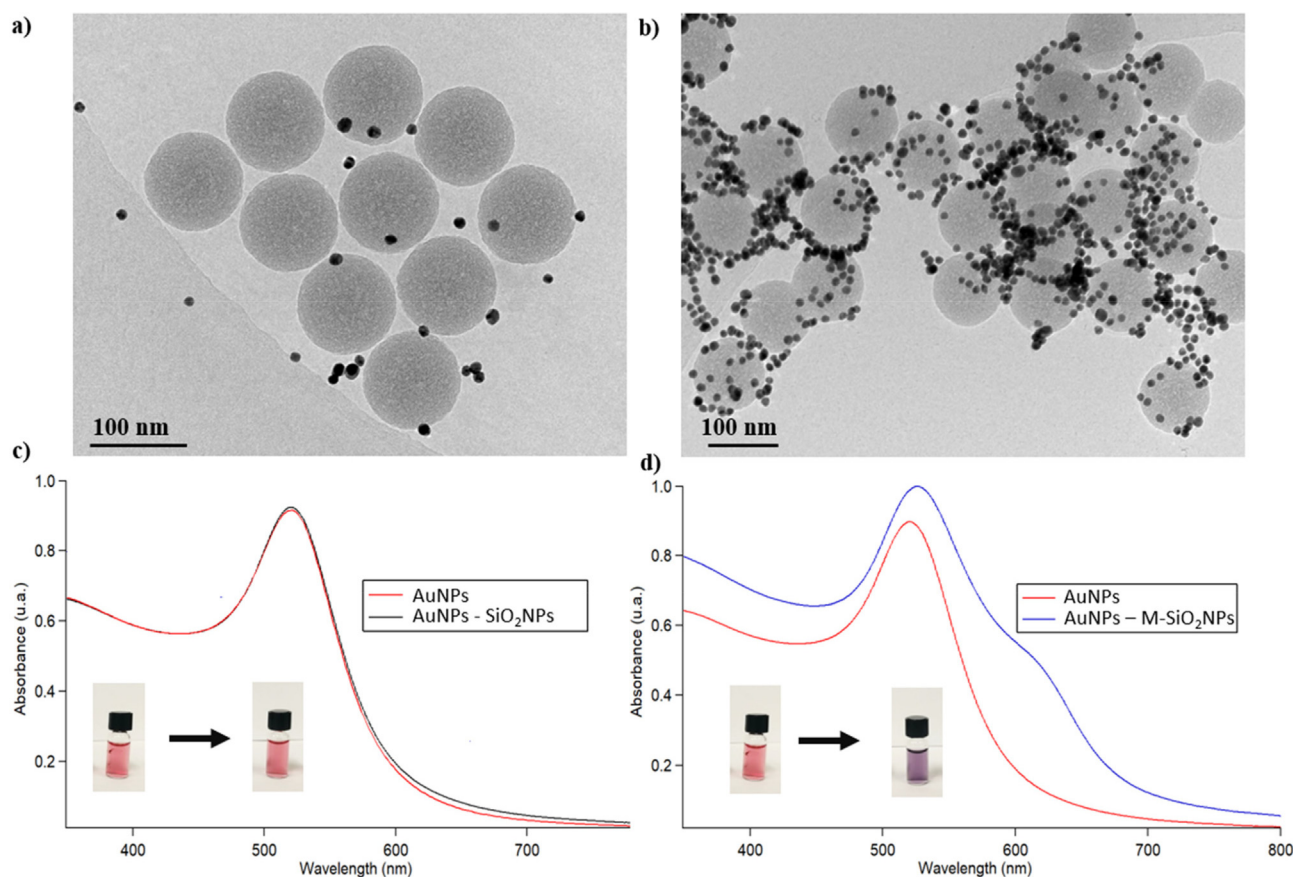 a)
b)
100 nm
100 nm
c)
d)
1.0
0.8
0.6
0.4
0.2
Absorbance (u.a.)
AuNPs
AuNPs - SiO₂NPs
400
500
600
700
Wavelength (nm)
1.0
0.8
0.6
0.4
0.2
Absorbance (u.a.)
AuNPs
AuNPs – M-SiO₂NPs
400
500
600
700
800
Wavelength (nm)